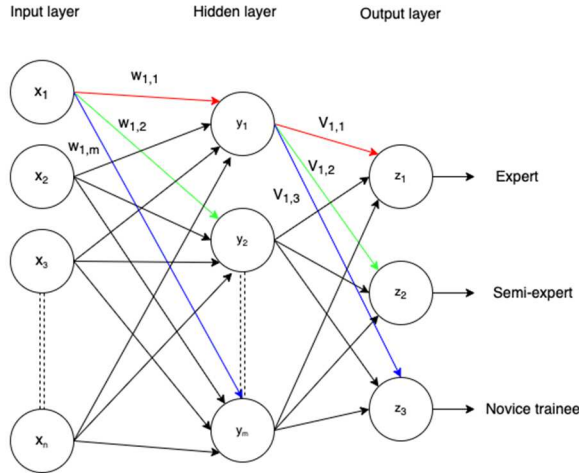 Input layer
Hidden layer
Output layer
x₁
x₂
x₃
xₙ
w₁,₁
w₁,₂
w₁,ₘ
y₁
y₂
yₘ
V₁,₁
V₁,₂
V₁,₃
z₁
z₂
z₃
Expert
Semi-expert
Novice trainee